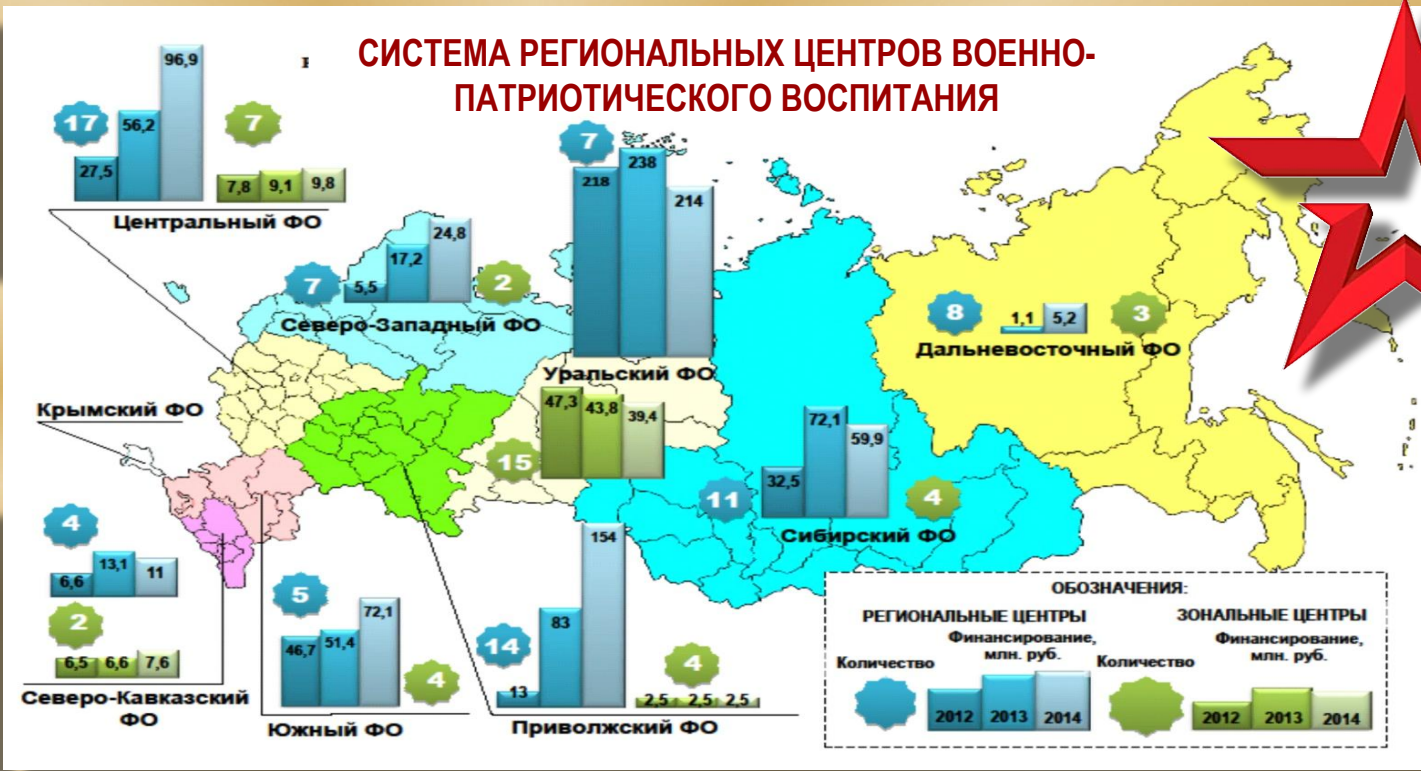 СИСТЕМА РЕГИОНАЛЬНЫХ ЦЕНТРОВ ВОЕННО-
ПАТРИОТИЧЕСКОГО ВОСПИТАНИЯ
17
27,5
56,2
96,9
7
7,8
9,1
9,8
Центральный ФО
7
5,5
17,2
24,8
2
Северо-Западный ФО
7
218
238
214
Уральский ФО
47,3
43,8
39,4
15
8
1,1
5,2
3
Дальневосточный ФО
Крымский ФО
11
32,5
72,1
59,9
4
Сибирский ФО
4
6,6
13,1
11
2
6,5
6,6
7,6
Северо-Кавказский
ФО
5
46,7
51,4
72,1
4
Южный ФО
14
13
83
154
4
2,5
2,5
2,5
Приволжский ФО
ОБОЗНАЧЕНИЯ:
РЕГИОНАЛЬНЫЕ ЦЕНТРЫ
Финансирование,
млн. руб.
Количество
2012 2013 2014
ЗОНАЛЬНЫЕ ЦЕНТРЫ
Финансирование,
млн. руб.
Количество
2012 2013 2014